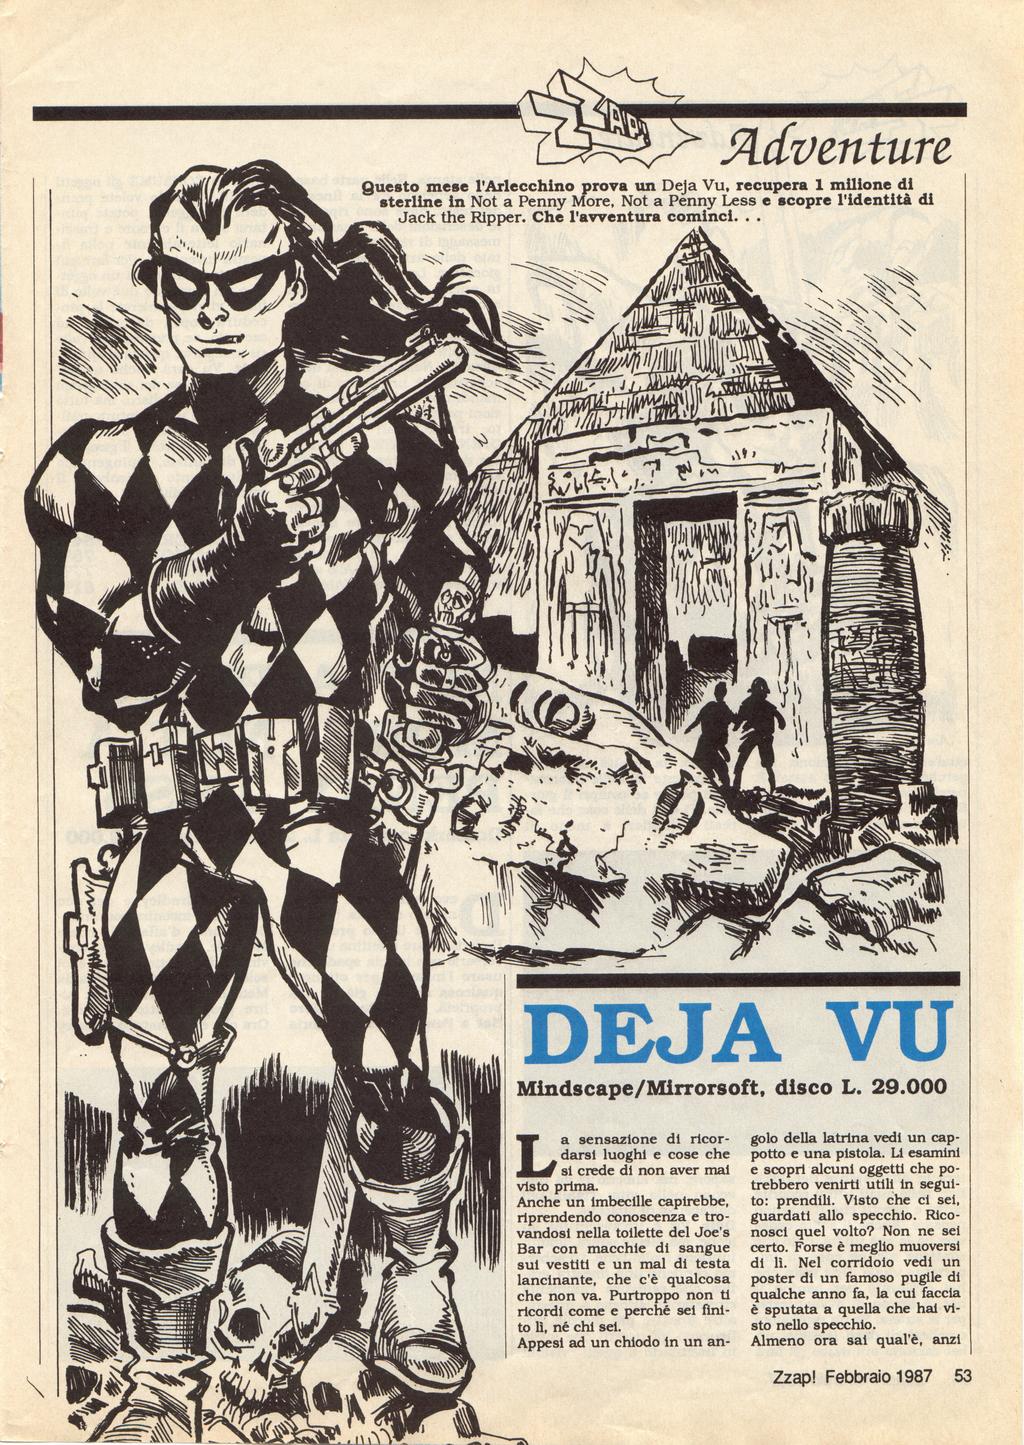 ZZAP!
Adventure
Questo mese l'Arlecchino prova un Deja Vu, recupera 1 milione di
sterline in Not a Penny More, Not a Penny Less e scopre l'identità di
Jack the Ripper. Che l'avventura cominci. . .
DEJA VU
Mindscape/Mirrorsoft, disco L. 29.000
La sensazione di ricor-
darsi luoghi e cose che
si crede di non aver mai
visto prima.
Anche un imbecille capirebbe,
riprendendo conoscenza e tro-
vandosi nella toilette del Joe's
Bar con macchie di sangue
sui vestiti e un mal di testa
lancinante, che c'è qualcosa
che non va. Purtroppo non ti
ricordi come e perché sei fini-
to lì, né chi sei.
Appesi ad un chiodo in un an-
golo della latrina vedi un cap-
potto e una pistola. Li esamini
e scopri alcuni oggetti che po-
trebbero venirti utili in segui-
to: prendili. Visto che ci sei,
guardati allo specchio. Rico-
nosci quel volto? Non ne sei
certo. Forse è meglio muoversi
di lì. Nel corridoio vedi un
poster di un famoso pugile di
qualche anno fa, la cui faccia
è sputata a quella che hai vi-
sto nello specchio.
Almeno ora sai qual'è, anzi
Zzap! Febbraio 1987 53